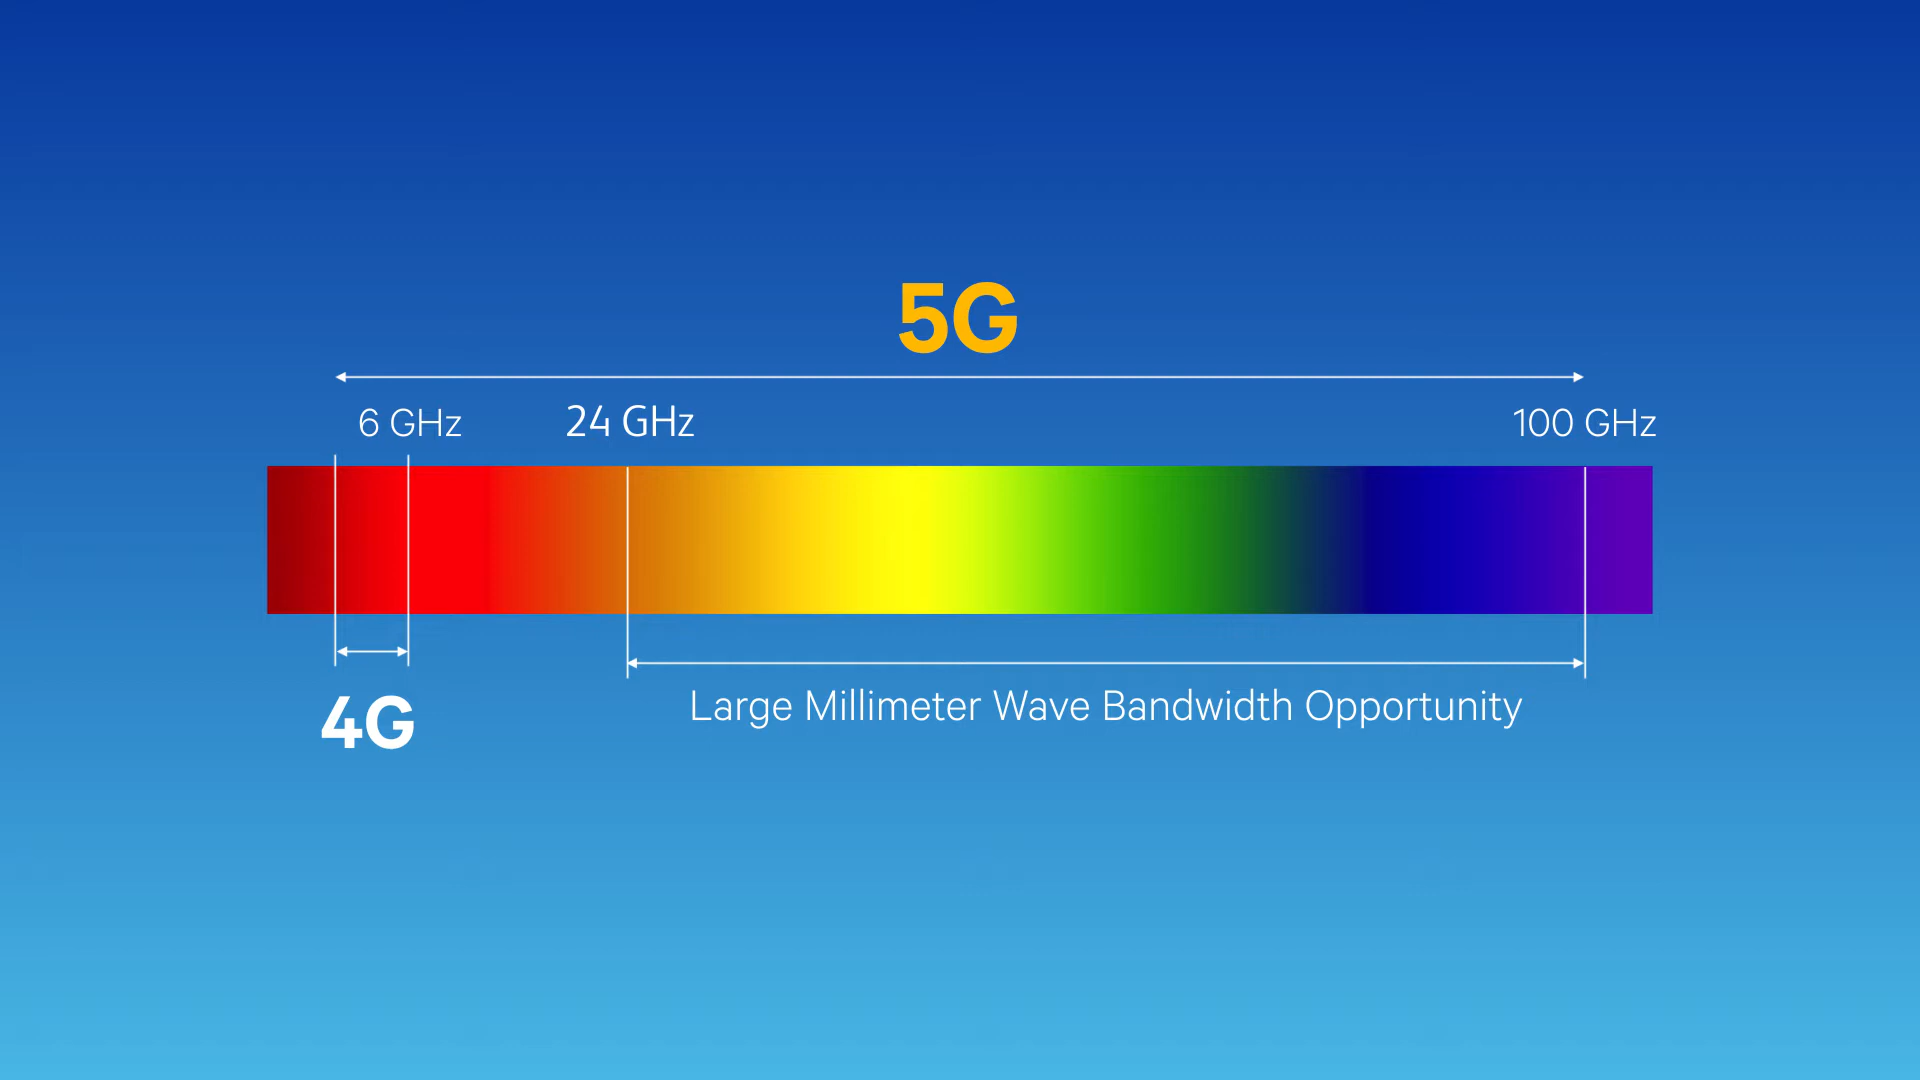 5G
6 GHz
24 GHz
100 GHz
4G
Large Millimeter Wave Bandwidth Opportunity